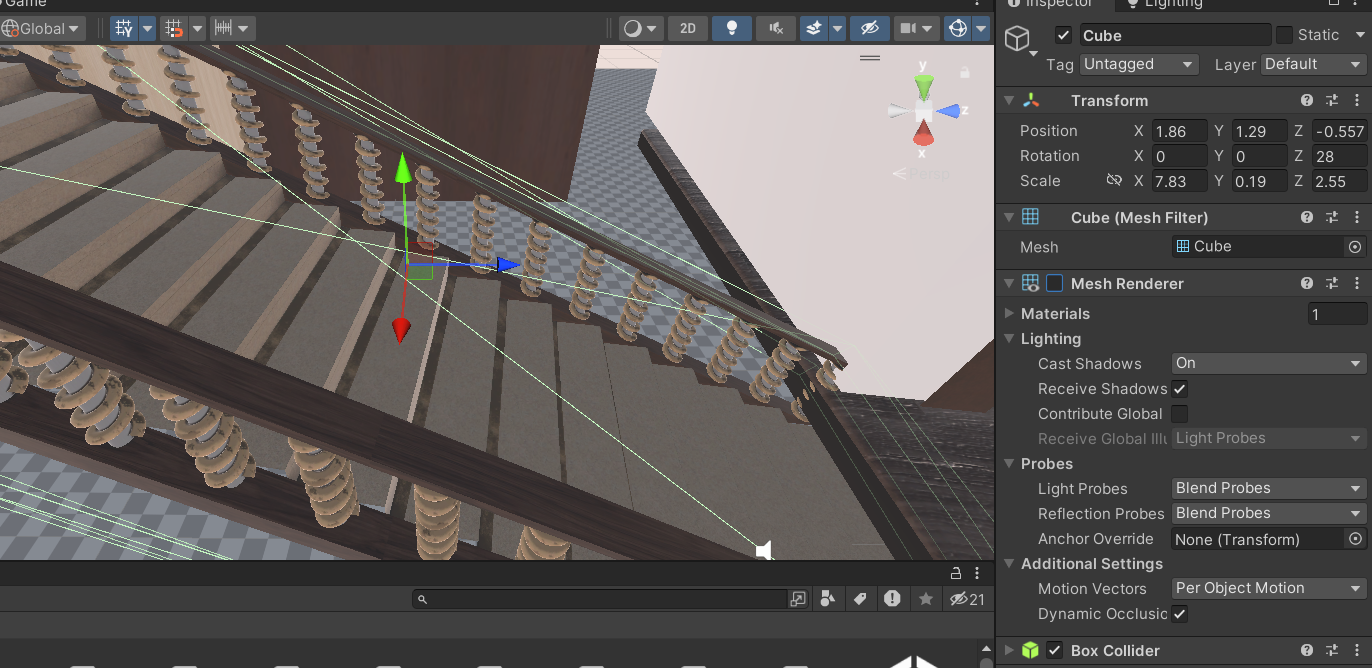 Game
Inspector Lighting
Global 2D
Cube Static
Tag Untagged Layer Default
Transform
Position X 1.86 Y 1.29 Z -0.557
Rotation X 0 Y 0 Z 28
Scale X 7.83 Y 0.19 Z 2.55
y
z
x
Persp
Cube (Mesh Filter)
Mesh Cube
Mesh Renderer
Materials 1
Lighting
Cast Shadows On
Receive Shadows
Contribute Global
Receive Global Illu Light Probes
Probes
Light Probes Blend Probes
Reflection Probes Blend Probes
Anchor Override None (Transform)
Additional Settings
Motion Vectors Per Object Motion
Dynamic Occlusio
21
Box Collider